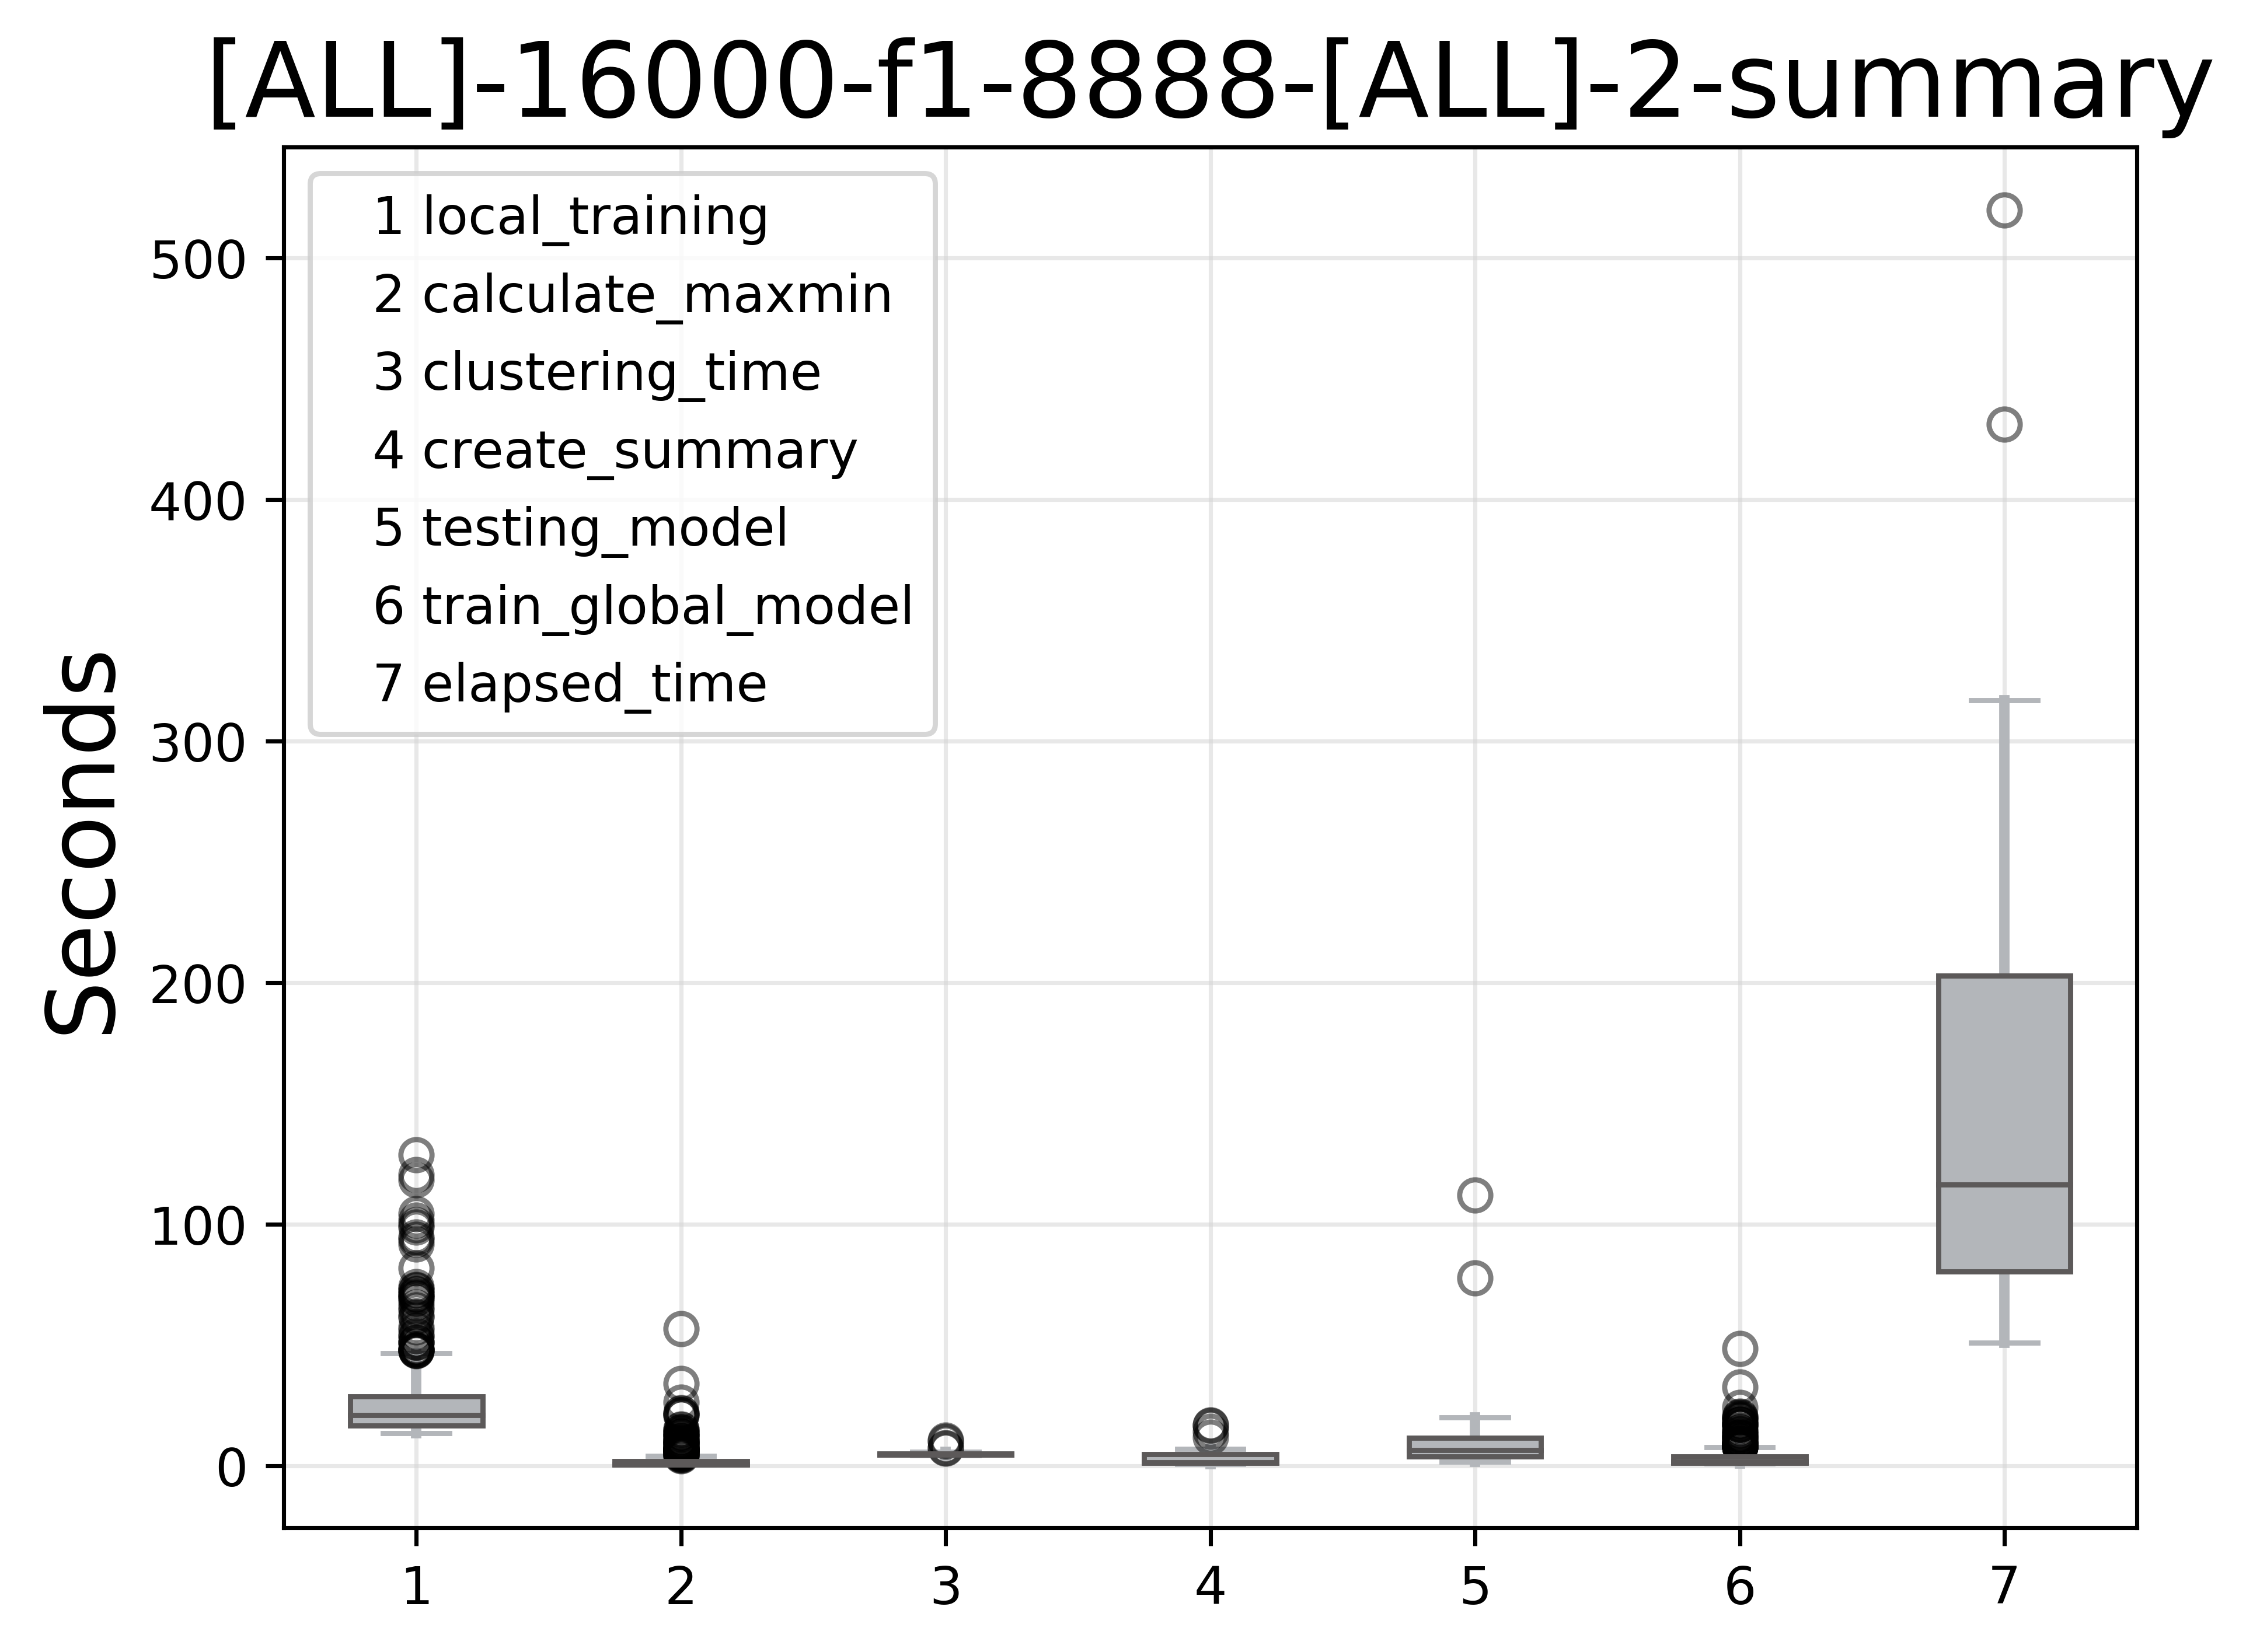 [ALL]-16000-f1-8888-[ALL]-2-summary
1 local_training
2 calculate_maxmin
3 clustering_time
4 create_summary
5 testing_model
6 train_global_model
7 elapsed_time
Seconds
500
400
300
200
100
0
1 2 3 4 5 6 7